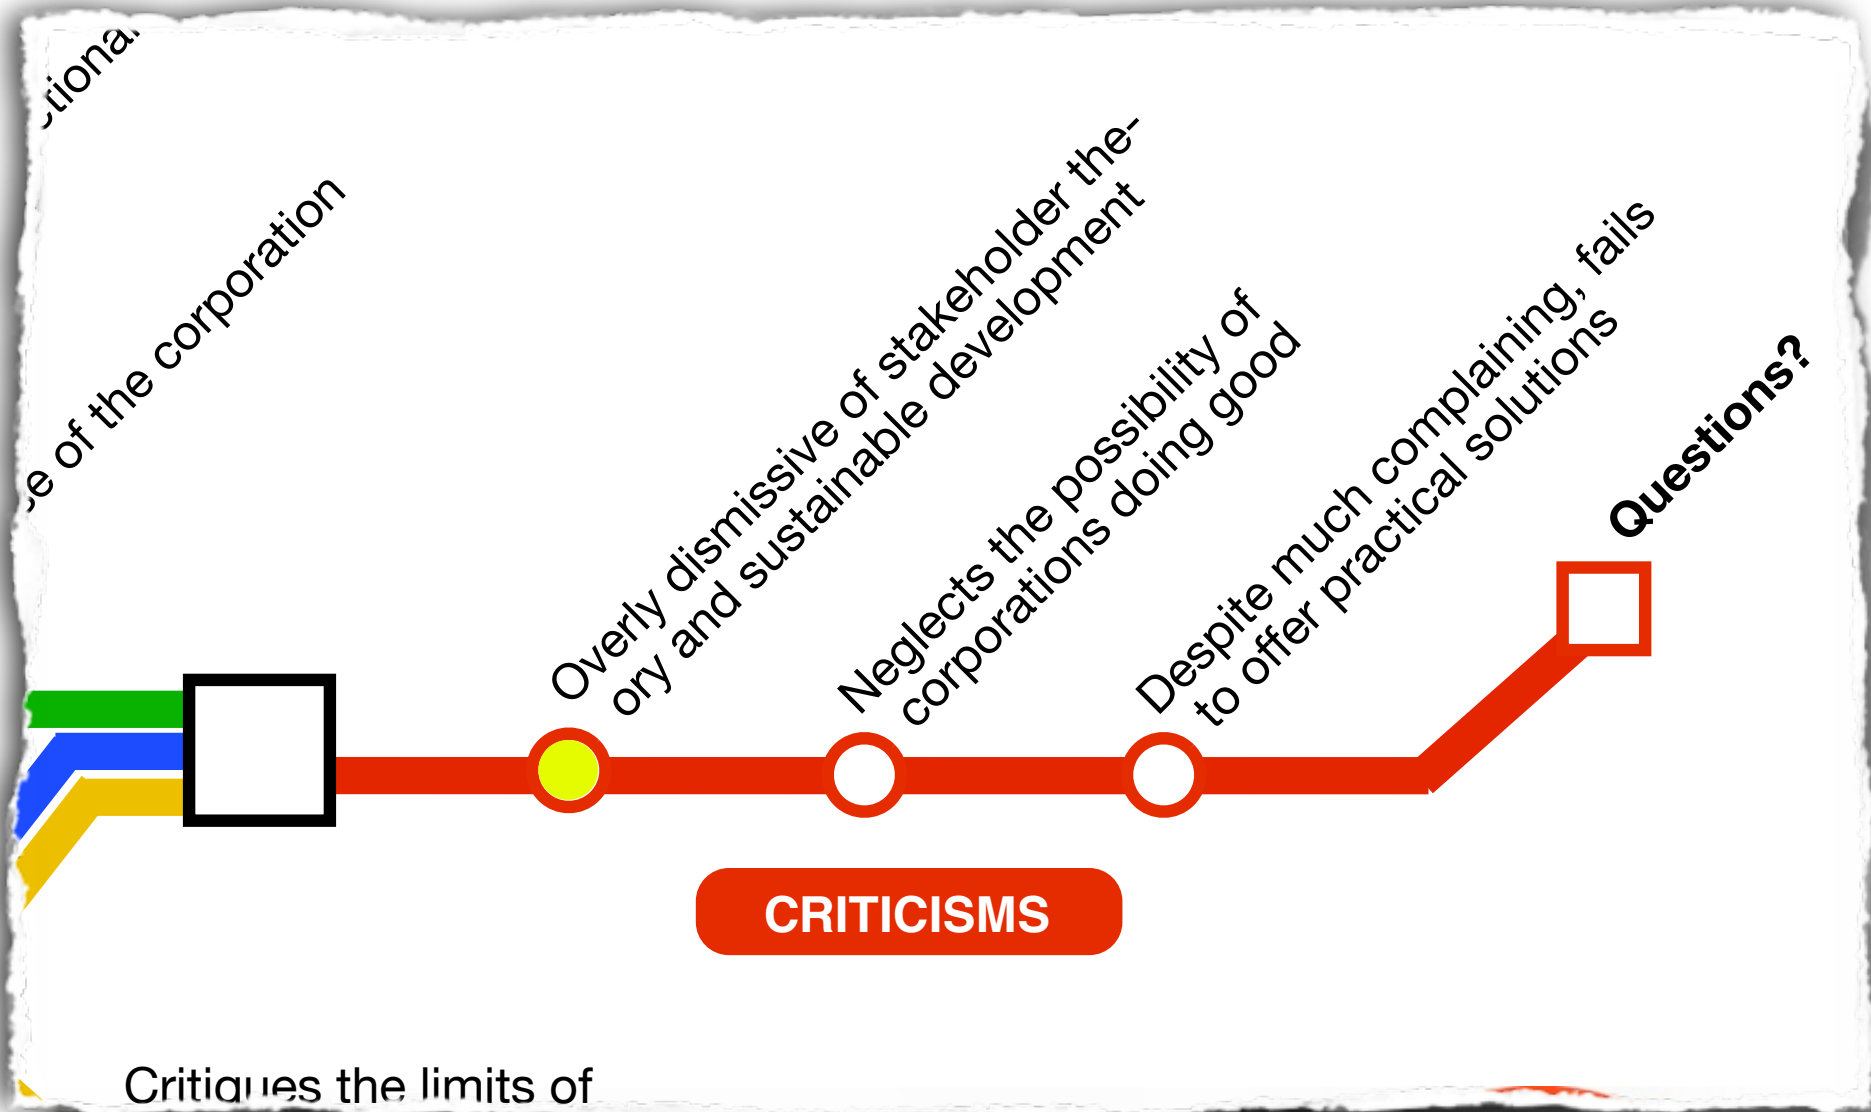 of the corporation
Overly dismissive of stakeholder the-
ory and sustainable development
Neglects the possibility of
corporations doing good
Despite much complaining, fails
to offer practical solutions
Questions?
CRITICISMS
Critiques the limits of